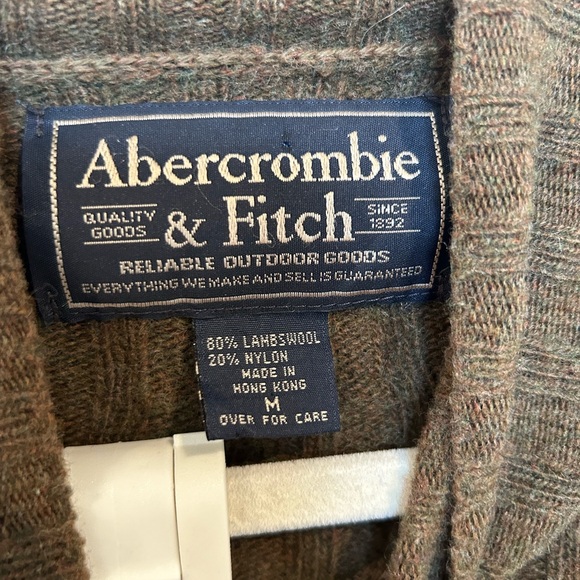 Abercrombie
QUALITY GOODS & Fitch SINCE 1892
RELIABLE OUTDOOR GOODS
EVERYTHING WE MAKE AND SELL IS GUARANTEED
80% LAMBSWOOL
20% NYLON
MADE IN
HONG KONG
M
OVER FOR CARE